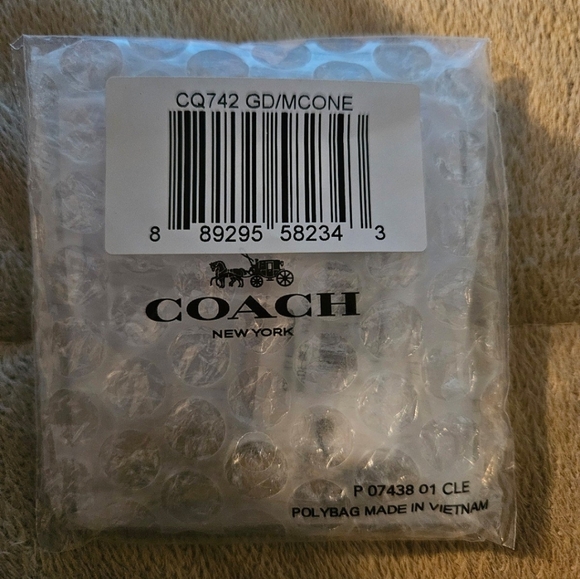 CQ742 GD/MCONE
8 89295 58234 3
COACH
NEW YORK
P 07438 01 CLE
POLYBAG MADE IN VIETNAM